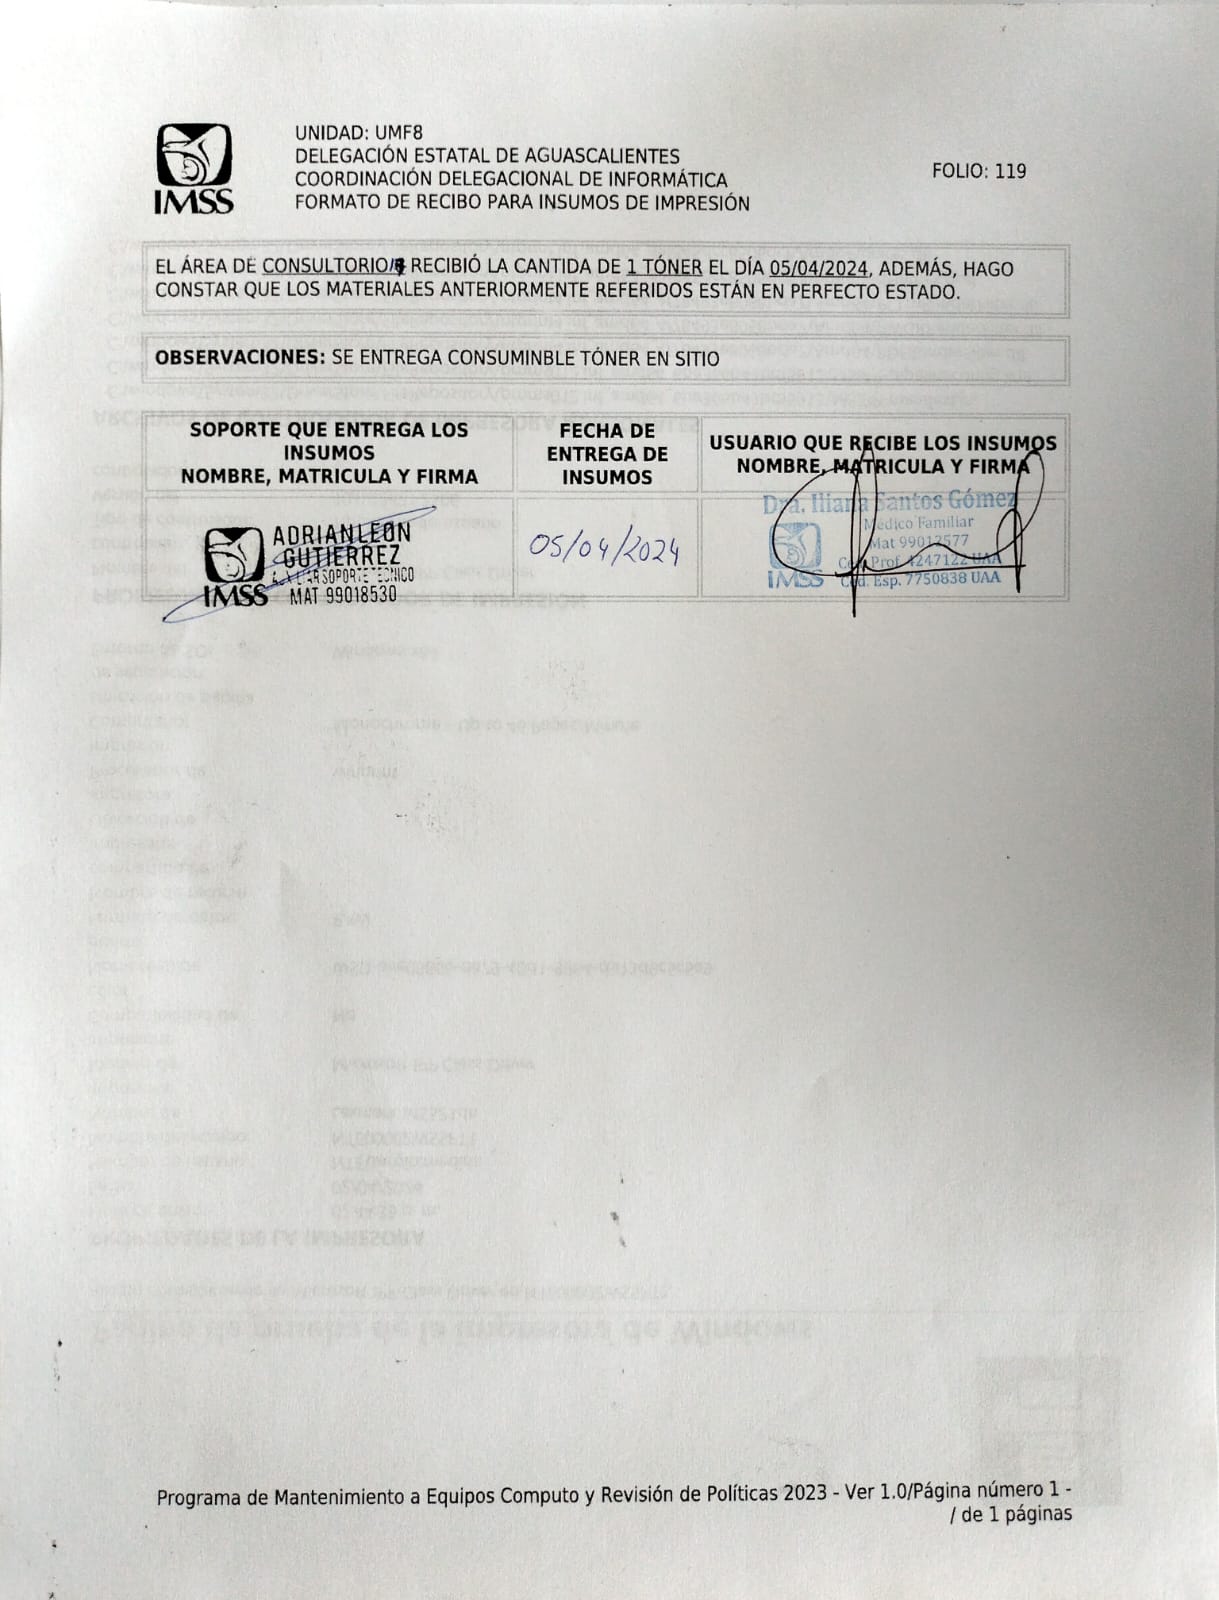 IMSS
UNIDAD: UMF8
DELEGACIÓN ESTATAL DE AGUASCALIENTES
COORDINACIÓN DELEGACIONAL DE INFORMÁTICA
FORMATO DE RECIBO PARA INSUMOS DE IMPRESIÓN
FOLIO: 119
EL ÁREA DE CONSULTORIO/ RECIBIÓ LA CANTIDA DE 1 TÓNER EL DÍA 05/04/2024, ADEMÁS, HAGO
CONSTAR QUE LOS MATERIALES ANTERIORMENTE REFERIDOS ESTÁN EN PERFECTO ESTADO.
OBSERVACIONES: SE ENTREGA CONSUMINBLE TÓNER EN SITIO
SOPORTE QUE ENTREGA LOS
INSUMOS
NOMBRE, MATRICULA Y FIRMA
FECHA DE
ENTREGA DE
INSUMOS
USUARIO QUE RECIBE LOS INSUMOS
NOMBRE, MATRICULA Y FIRMA
IMSS
ADRIAN LEON
GUTIERREZ
SOPORTE TECNICO
MAT 99018530
05/04/2024
Dra. Iliana Santos Gómez
Medico Familiar
Mat 99012577
Ced. Prof. 4247122 UAA
Ced. Esp. 7750838 UAA
IMSS
Programa de Mantenimiento a Equipos Computo y Revisión de Políticas 2023 - Ver 1.0/Página número 1 -
/ de 1 páginas